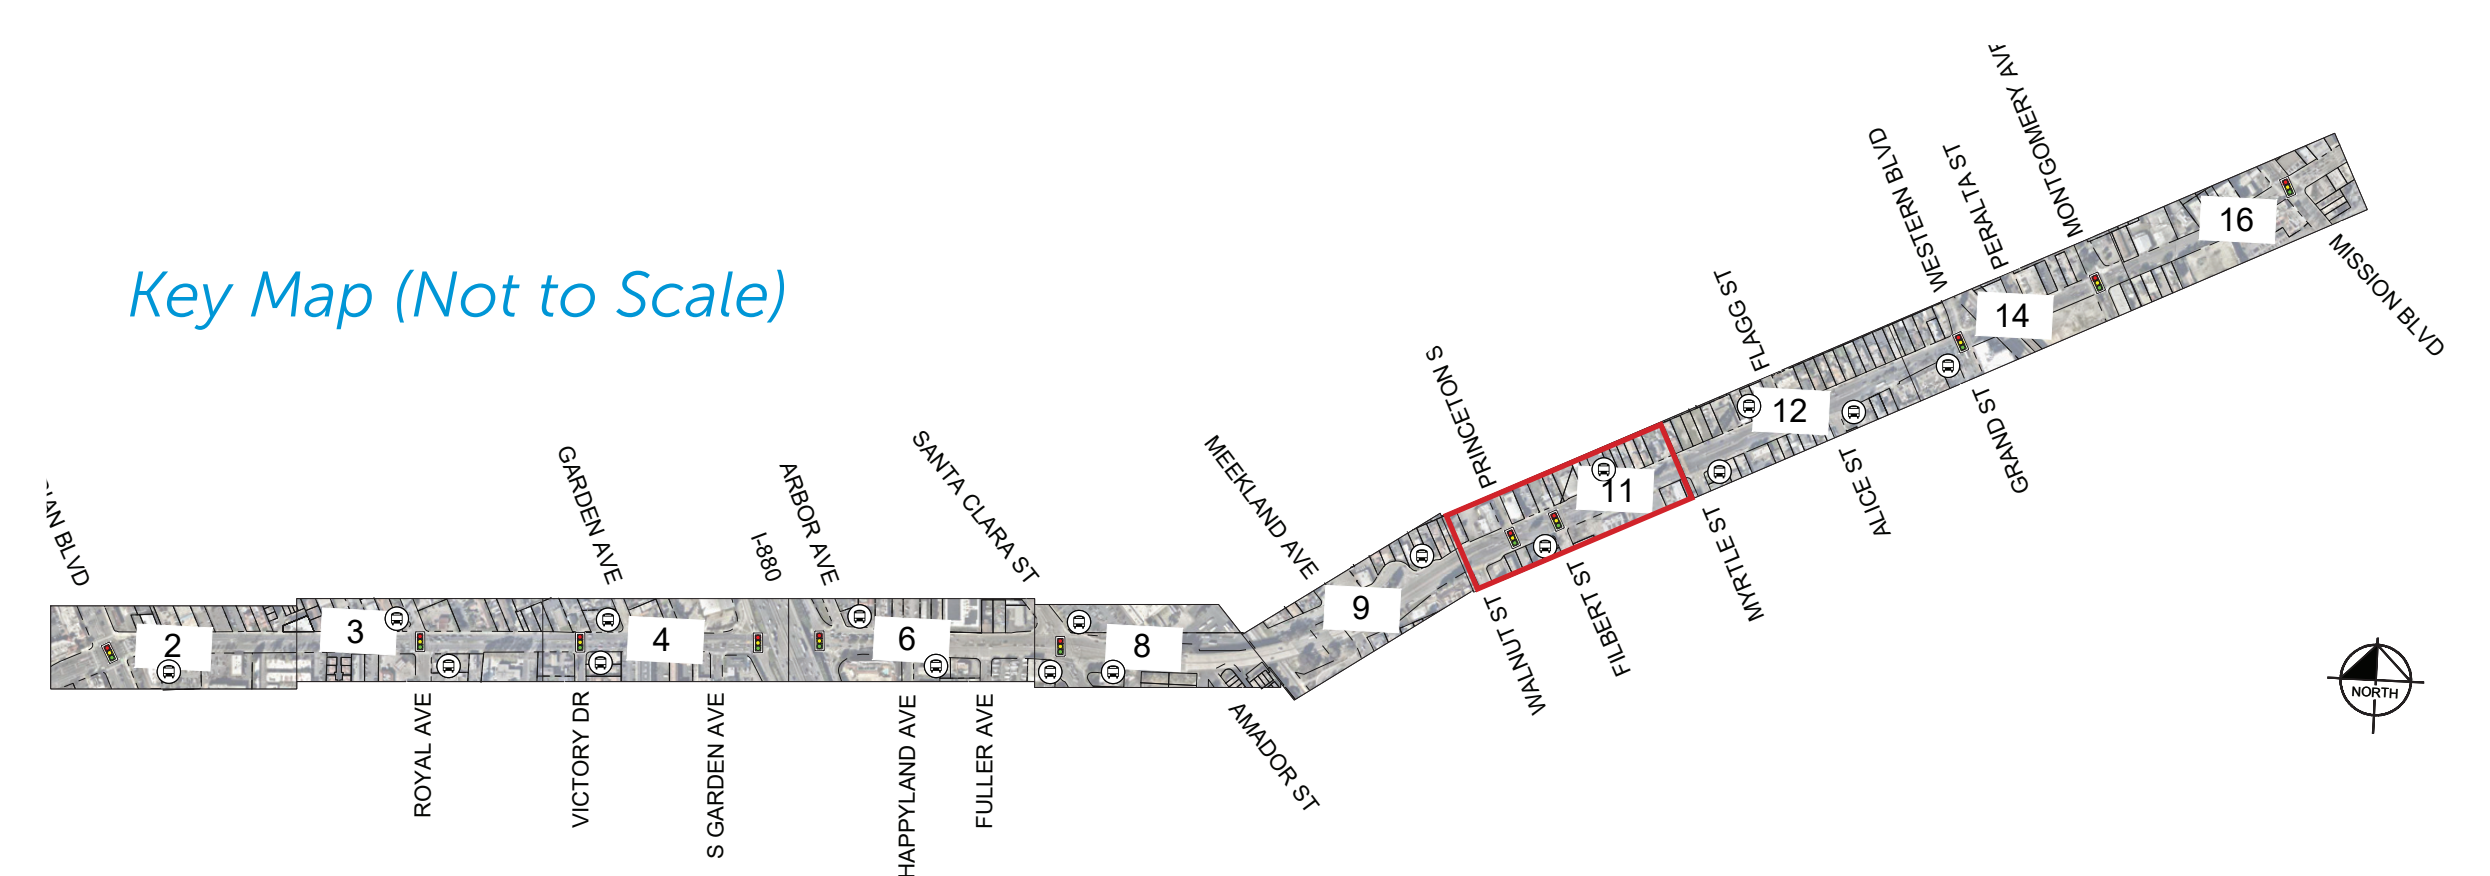 Key Map (Not to Scale)
IAN BLVD
GARDEN AVE
I-880
ARBOR AVE
SANTA CLARA ST
MEEKLAND AVE
PRINCETON S
FLAGG ST
WESTERN BLVD
PERALTA ST
MONTGOMERY AVE
2
3
4
6
8
9
11
12
14
16
ROYAL AVE
VICTORY DR
S GARDEN AVE
HAPPYLAND AVE
FULLER AVE
AMADOR ST
WALNUT ST
FILBERT ST
MYRTLE ST
ALICE ST
GRAND ST
MISSION BLVD
NORTH